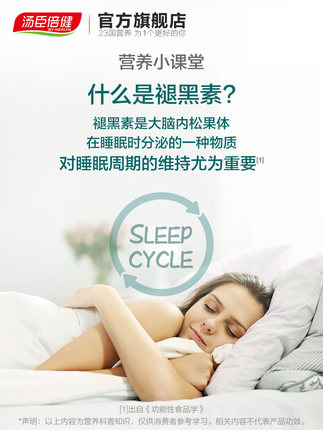 汤臣倍健
BY-HEALTH
官方旗舰店
23国营养 为1个更好的你
营养小课堂
什么是褪黑素?
褪黑素是大脑内松果体
在睡眠时分泌的一种物质
对睡眠周期的维持尤为重要[1]
SLEEP
CYCLE
[1]出自《功能性食品学》
*声明：以上内容为营养科普知识，仅供消费者参考学习。相关内容不代表产品功效。